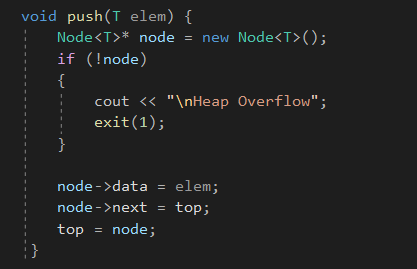 void push(T elem) {
    Node<T>* node = new Node<T>();
    if (!node)
    {
        cout << "\nHeap Overflow";
        exit(1);
    }

    node->data = elem;
    node->next = top;
    top = node;
}